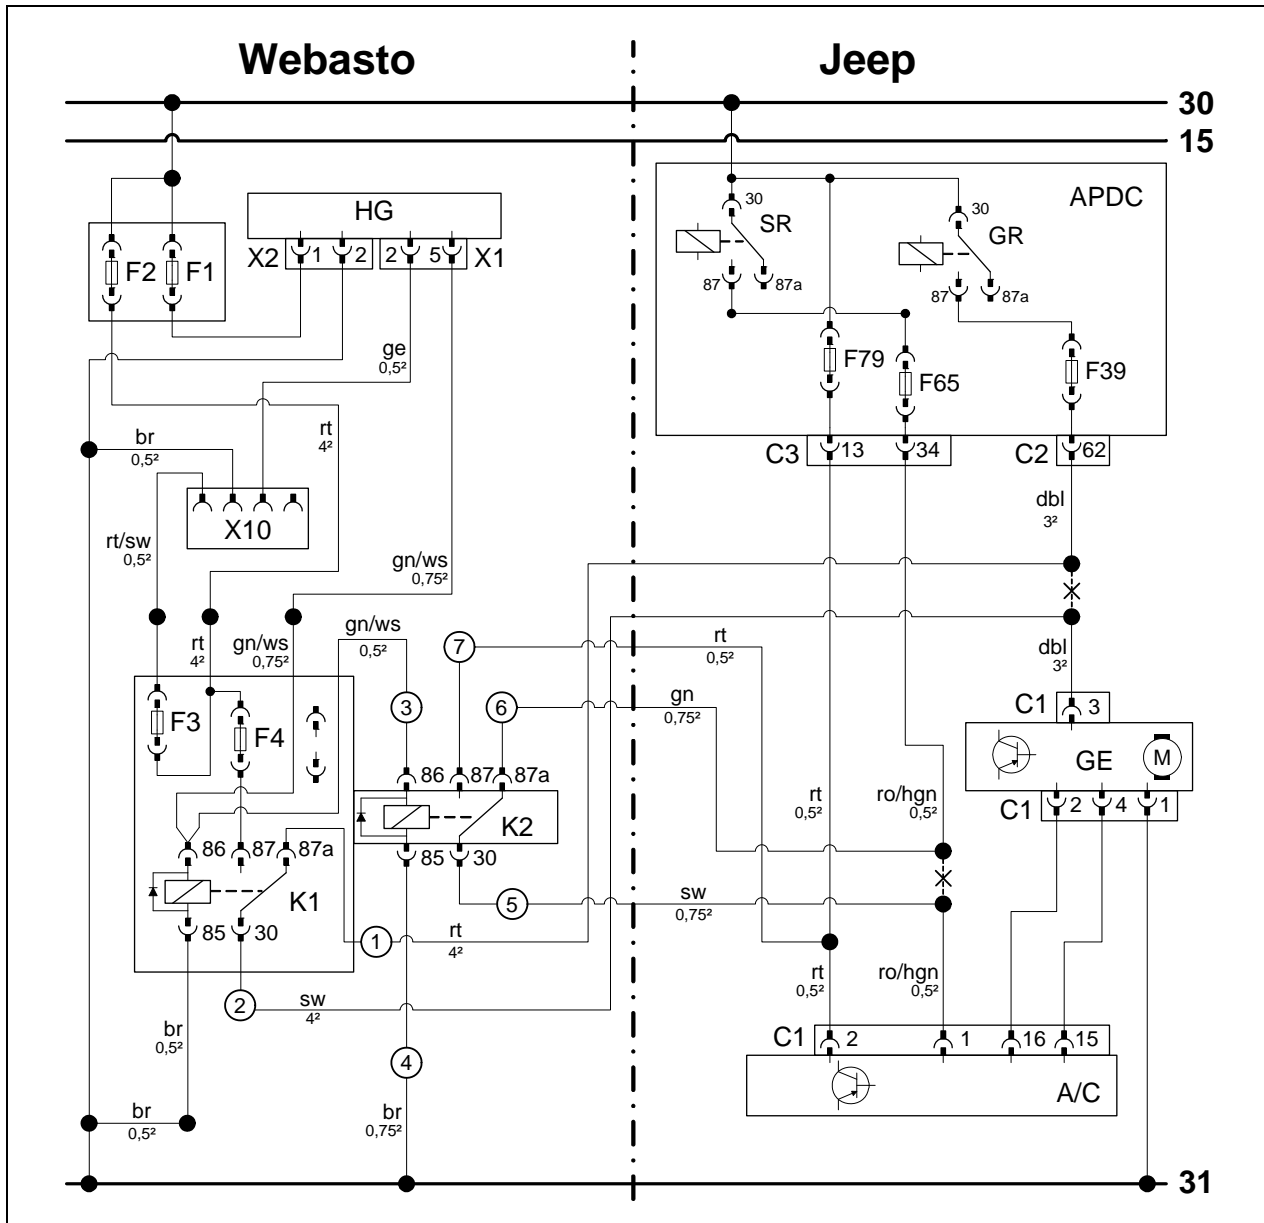 Webasto
Jeep
30
15
HG
X2 1 2 2 5 X1
F2 F1
ge
0,5²
rt
4²
br
0,5²
X10
rt/sw
0,5²
gn/ws
0,75²
rt
4²
gn/ws
0,75²
gn/ws
0,5²
F3
F4
3
7
6
rt
0,5²
gn
0,75²
86 87 87a
K2
85 30
86 87 87a
K1
85 30
5
sw
0,75²
1
rt
4²
2
sw
4²
br
0,5²
4
br
0,75²
br
0,5²
APDC
30
SR
87 87a
30
GR
87 87a
F79
F65
F39
C3 13 34
C2 62
dbl
3²
dbl
3²
C1 3
GE
M
C1 2 4 1
rt
0,5²
ro/hgn
0,5²
rt
0,5²
ro/hgn
0,5²
C1 2 1 16 15
A/C
31